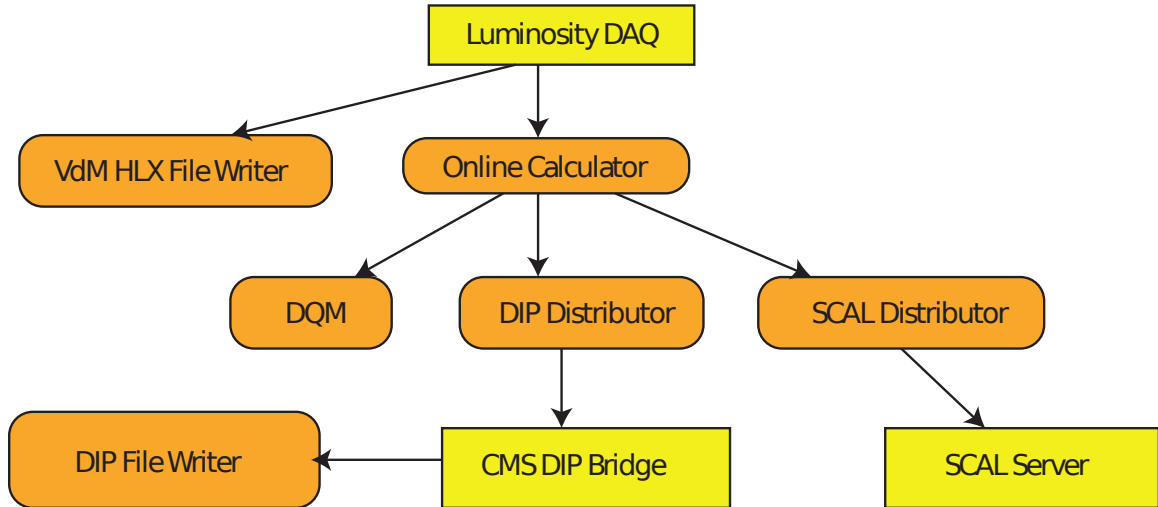 Luminosity DAQ
VdM HLX File Writer
Online Calculator
DQM
DIP Distributor
SCAL Distributor
DIP File Writer
CMS DIP Bridge
SCAL Server